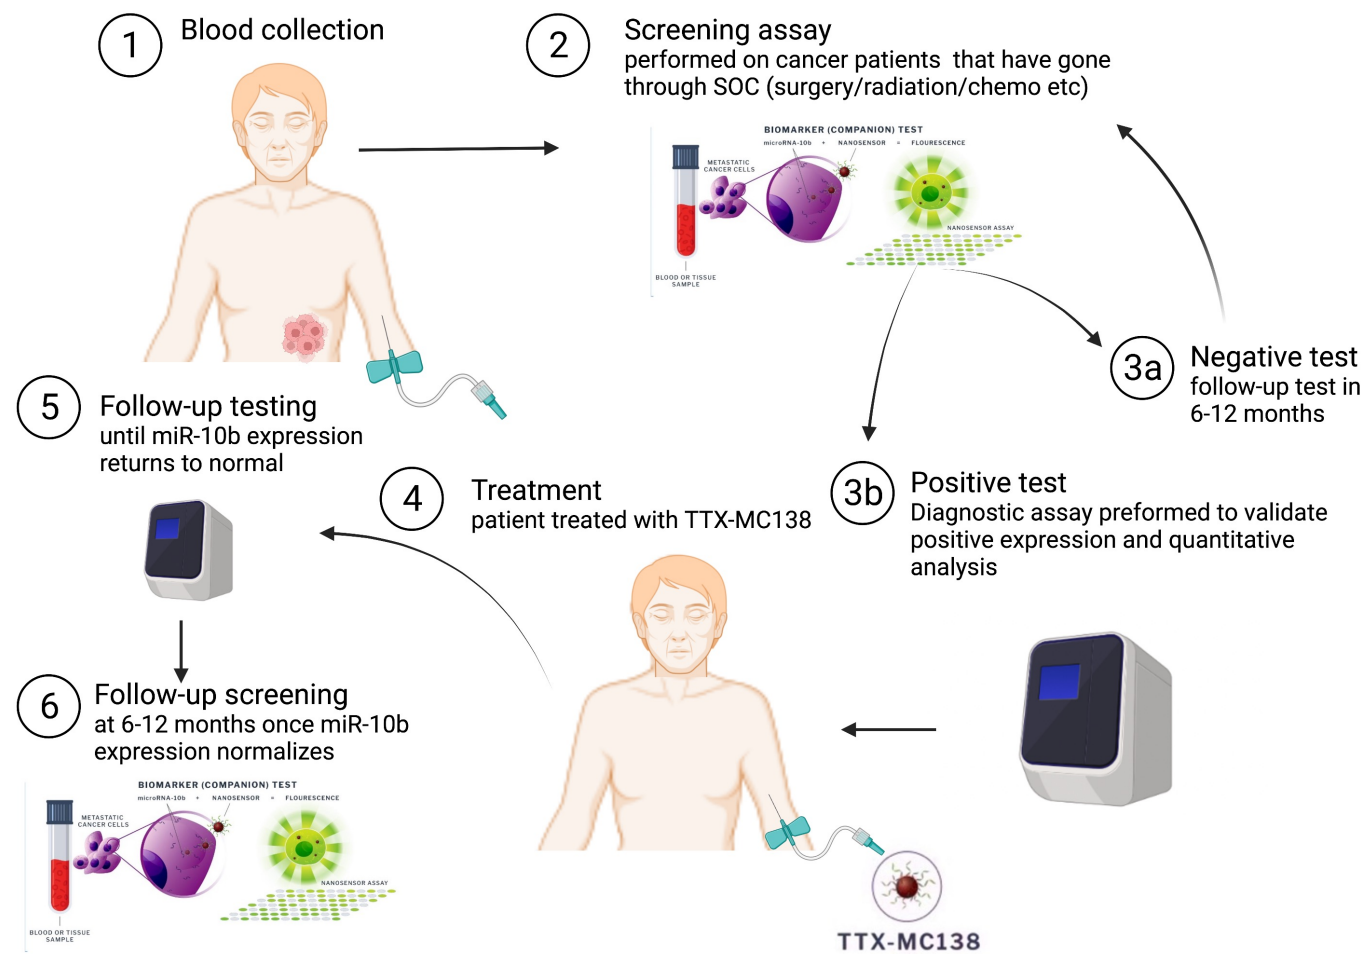 1
Blood collection
2
Screening assay
performed on cancer patients that have gone
through SOC (surgery/radiation/chemo etc)
BIOMARKER (COMPANION) TEST
microRNA-10b + NANOSENSOR = FLOURESCENCE
METASTATIC
CANCER CELLS
NANOSENSOR ASSAY
BLOOD OR TISSUE
SAMPLE
3a
Negative test
follow-up test in
6-12 months
3b
Positive test
Diagnostic assay preformed to validate
positive expression and quantitative
analysis
4
Treatment
patient treated with TTX-MC138
TTX-MC138
5
Follow-up testing
until miR-10b expression
returns to normal
6
Follow-up screening
at 6-12 months once miR-10b
expression normalizes
BIOMARKER (COMPANION) TEST
microRNA-10b + NANOSENSOR = FLOURESCENCE
METASTATIC
CANCER CELLS
NANOSENSOR ASSAY
BLOOD OR TISSUE
SAMPLE